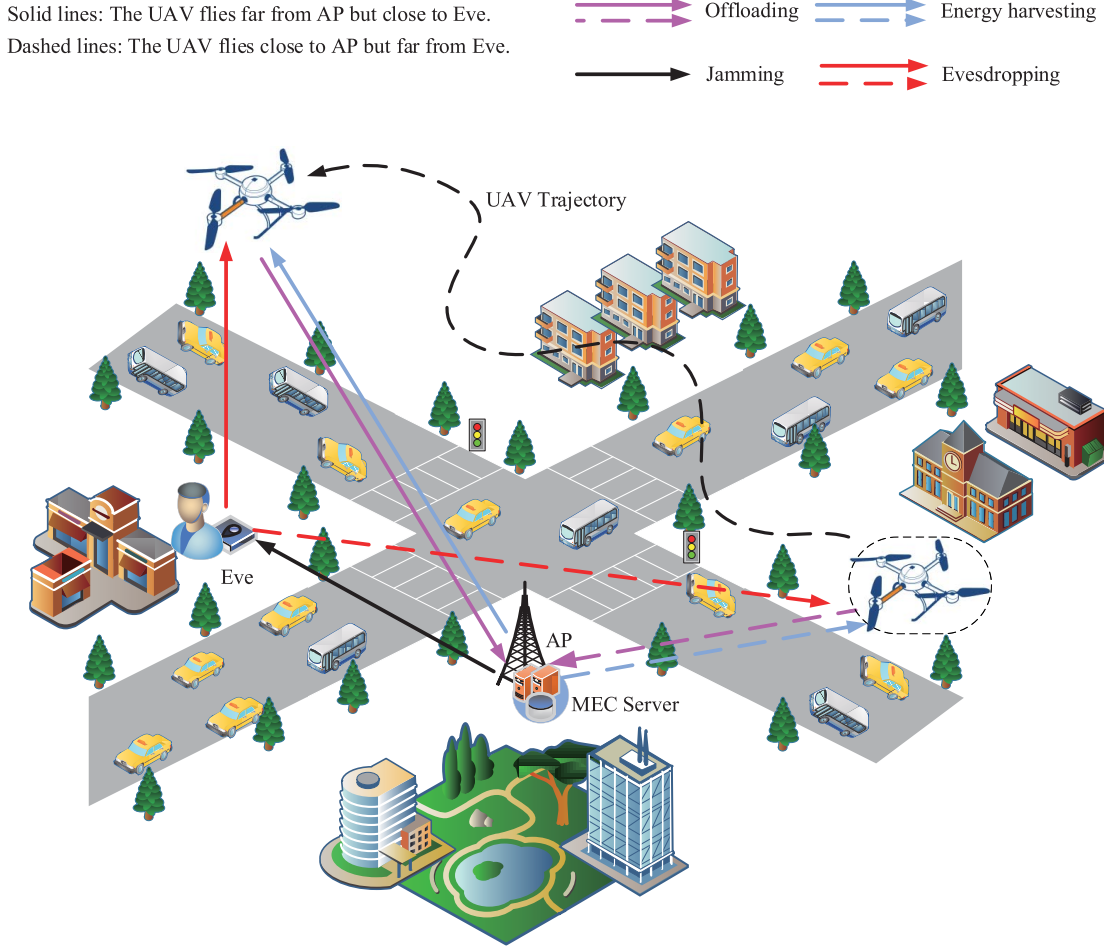 Solid lines: The UAV flies far from AP but close to Eve.
Dashed lines: The UAV flies close to AP but far from Eve.
Offloading
Energy harvesting
Jamming
Evesdropping
UAV Trajectory
Eve
AP
MEC Server